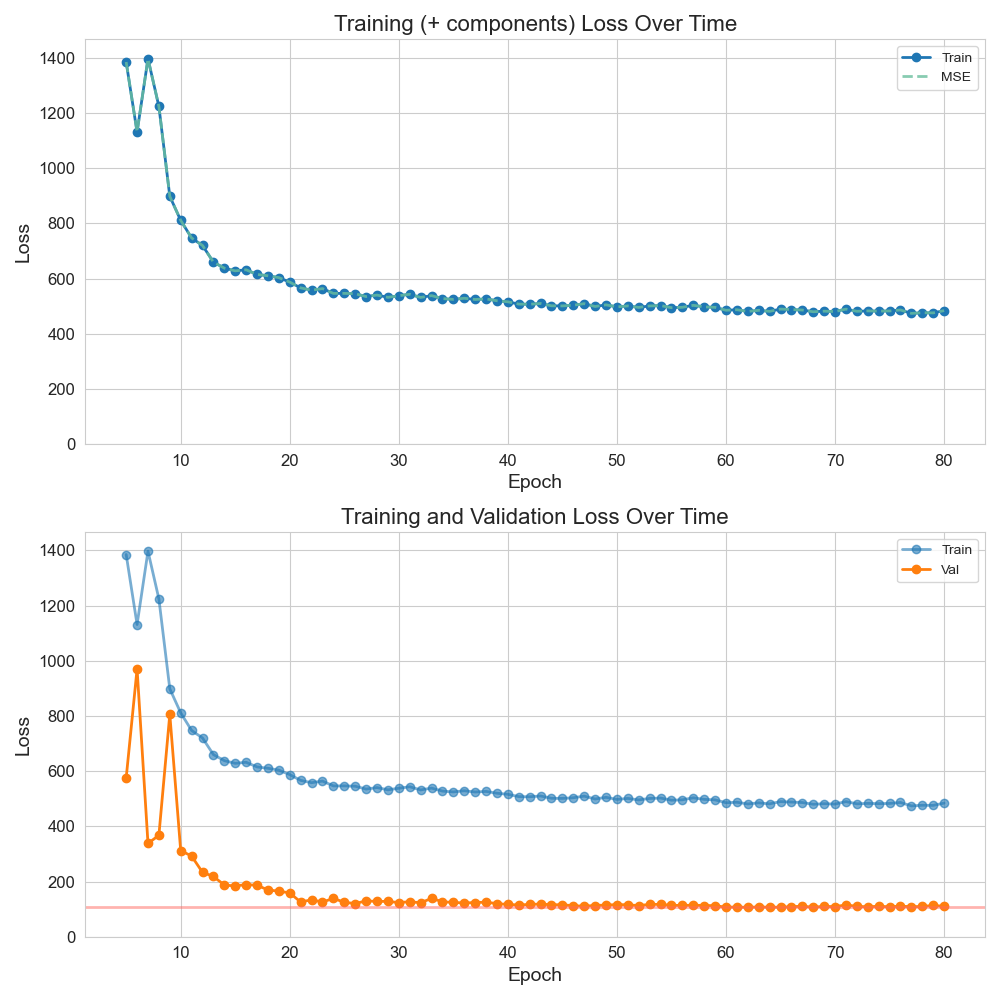 Training (+ components) Loss Over Time
Loss
1400
1200
1000
800
600
400
200
0
Train
MSE
10 20 30 40 50 60 70 80
Epoch
Training and Validation Loss Over Time
Loss
1400
1200
1000
800
600
400
200
0
Train
Val
10 20 30 40 50 60 70 80
Epoch